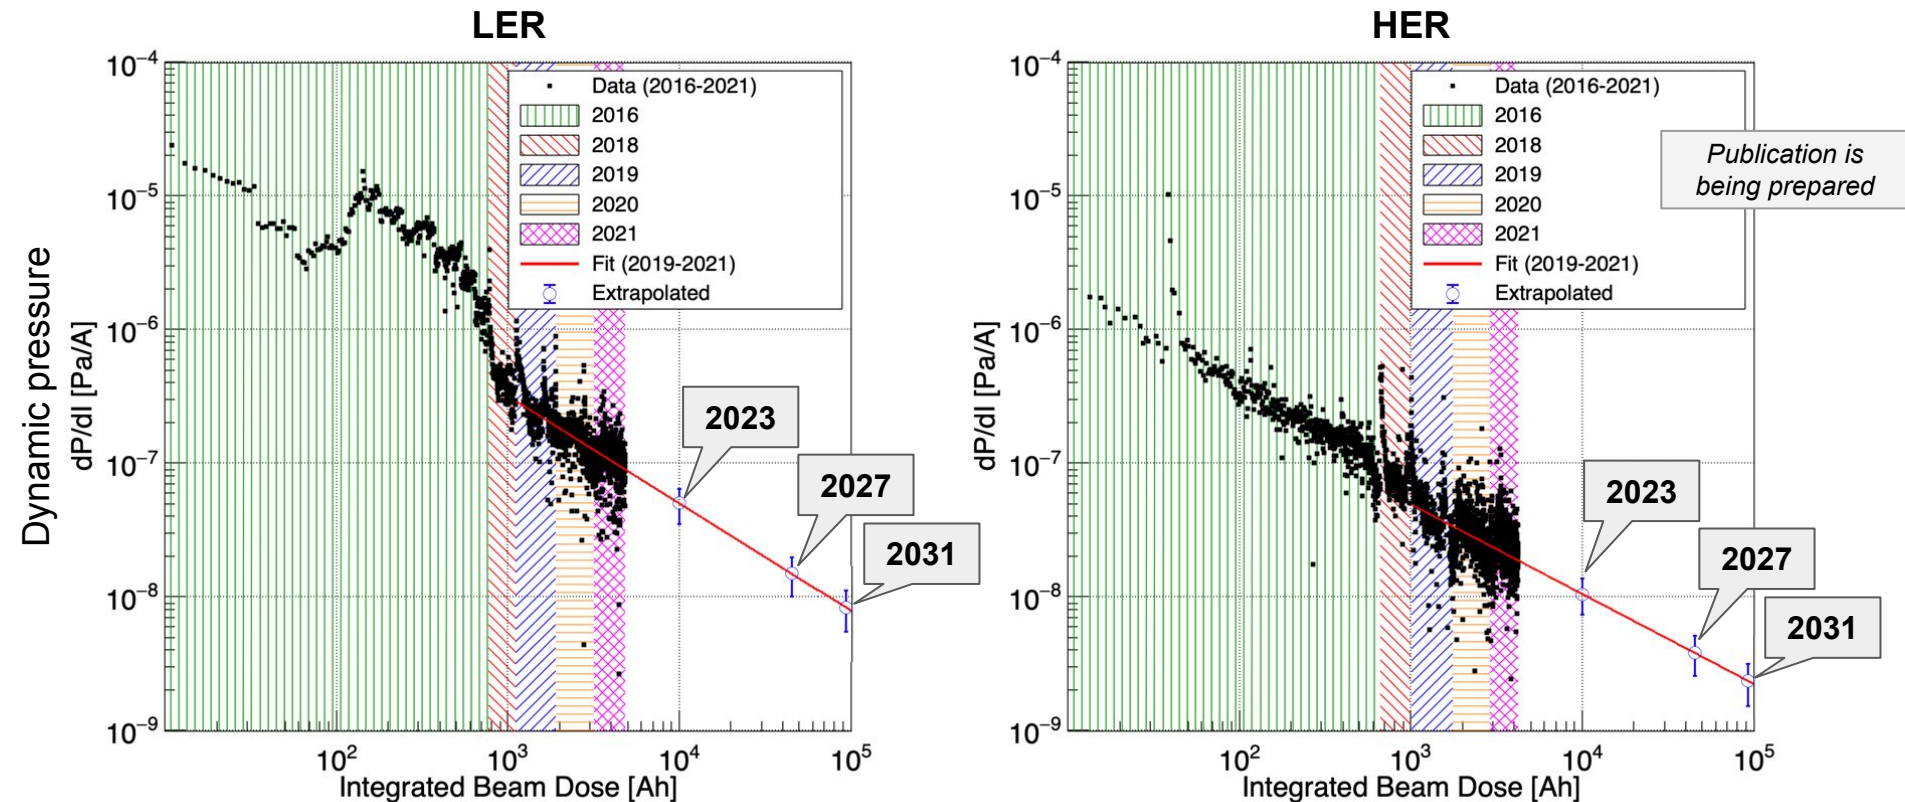 LER
Dynamic pressure
dP/dI [Pa/A]
10⁻⁴
10⁻⁵
10⁻⁶
10⁻⁷
10⁻⁸
10⁻⁹
Data (2016-2021)
2016
2018
2019
2020
2021
Fit (2019-2021)
Extrapolated
2023
2027
2031
10²
10³
10⁴
10⁵
Integrated Beam Dose [Ah]
HER
dP/dI [Pa/A]
10⁻⁴
10⁻⁵
10⁻⁶
10⁻⁷
10⁻⁸
10⁻⁹
Data (2016-2021)
2016
2018
2019
2020
2021
Fit (2019-2021)
Extrapolated
Publication is
being prepared
2023
2027
2031
10²
10³
10⁴
10⁵
Integrated Beam Dose [Ah]